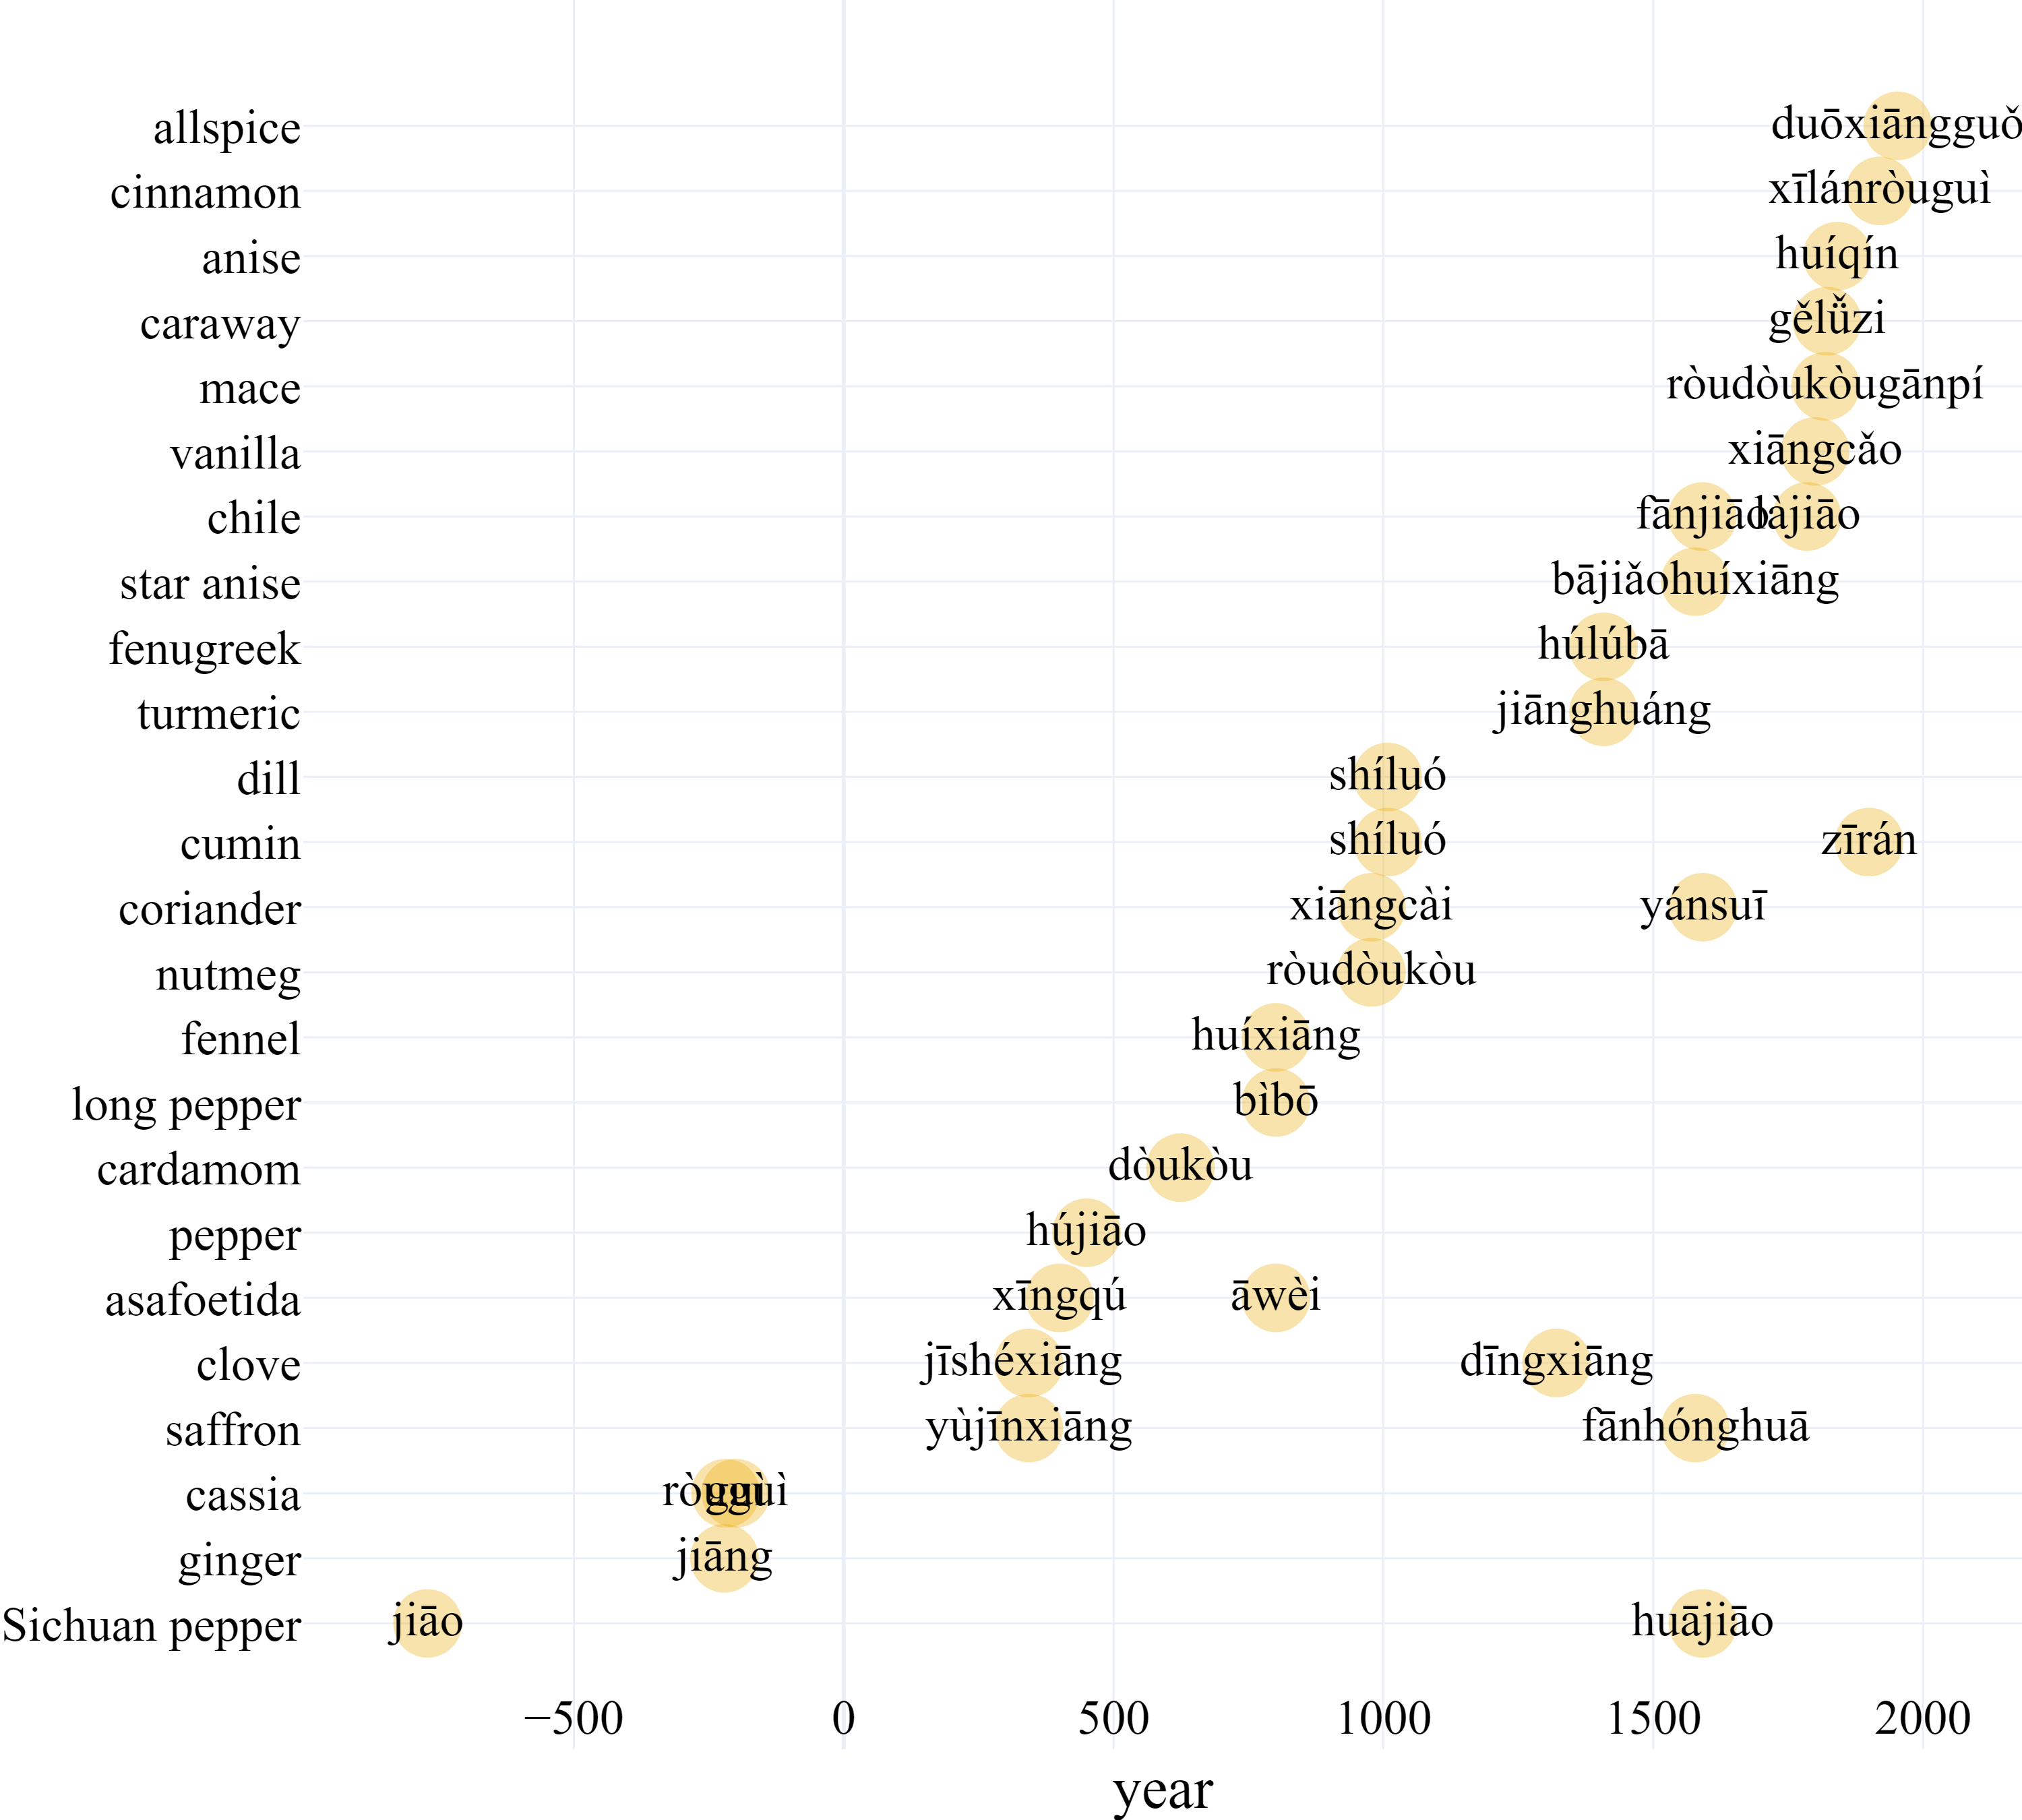 allspice duōxiāngguǒ
cinnamon xīlánròuguì
anise huíqín
caraway gělǚzi
mace ròudòukòugānpí
vanilla xiāngcǎo
chile fānjiāo làjiāo
star anise bājiǎohuíxiāng
fenugreek húlúbā
turmeric jiānghuáng
dill shíluó
cumin shíluó zīrán
coriander xiāngcài yánsuī
nutmeg ròudòukòu
fennel huíxiāng
long pepper bìbō
cardamom dòukòu
pepper hújiāo
asafoetida xīngqú āwèi
clove jīshéxiāng dīngxiāng
saffron yùjīnxiāng fānhónghuā
cassia ròuguì guì
ginger jiāng
Sichuan pepper jiāo huājiāo
−500 0 500 1000 1500 2000
year